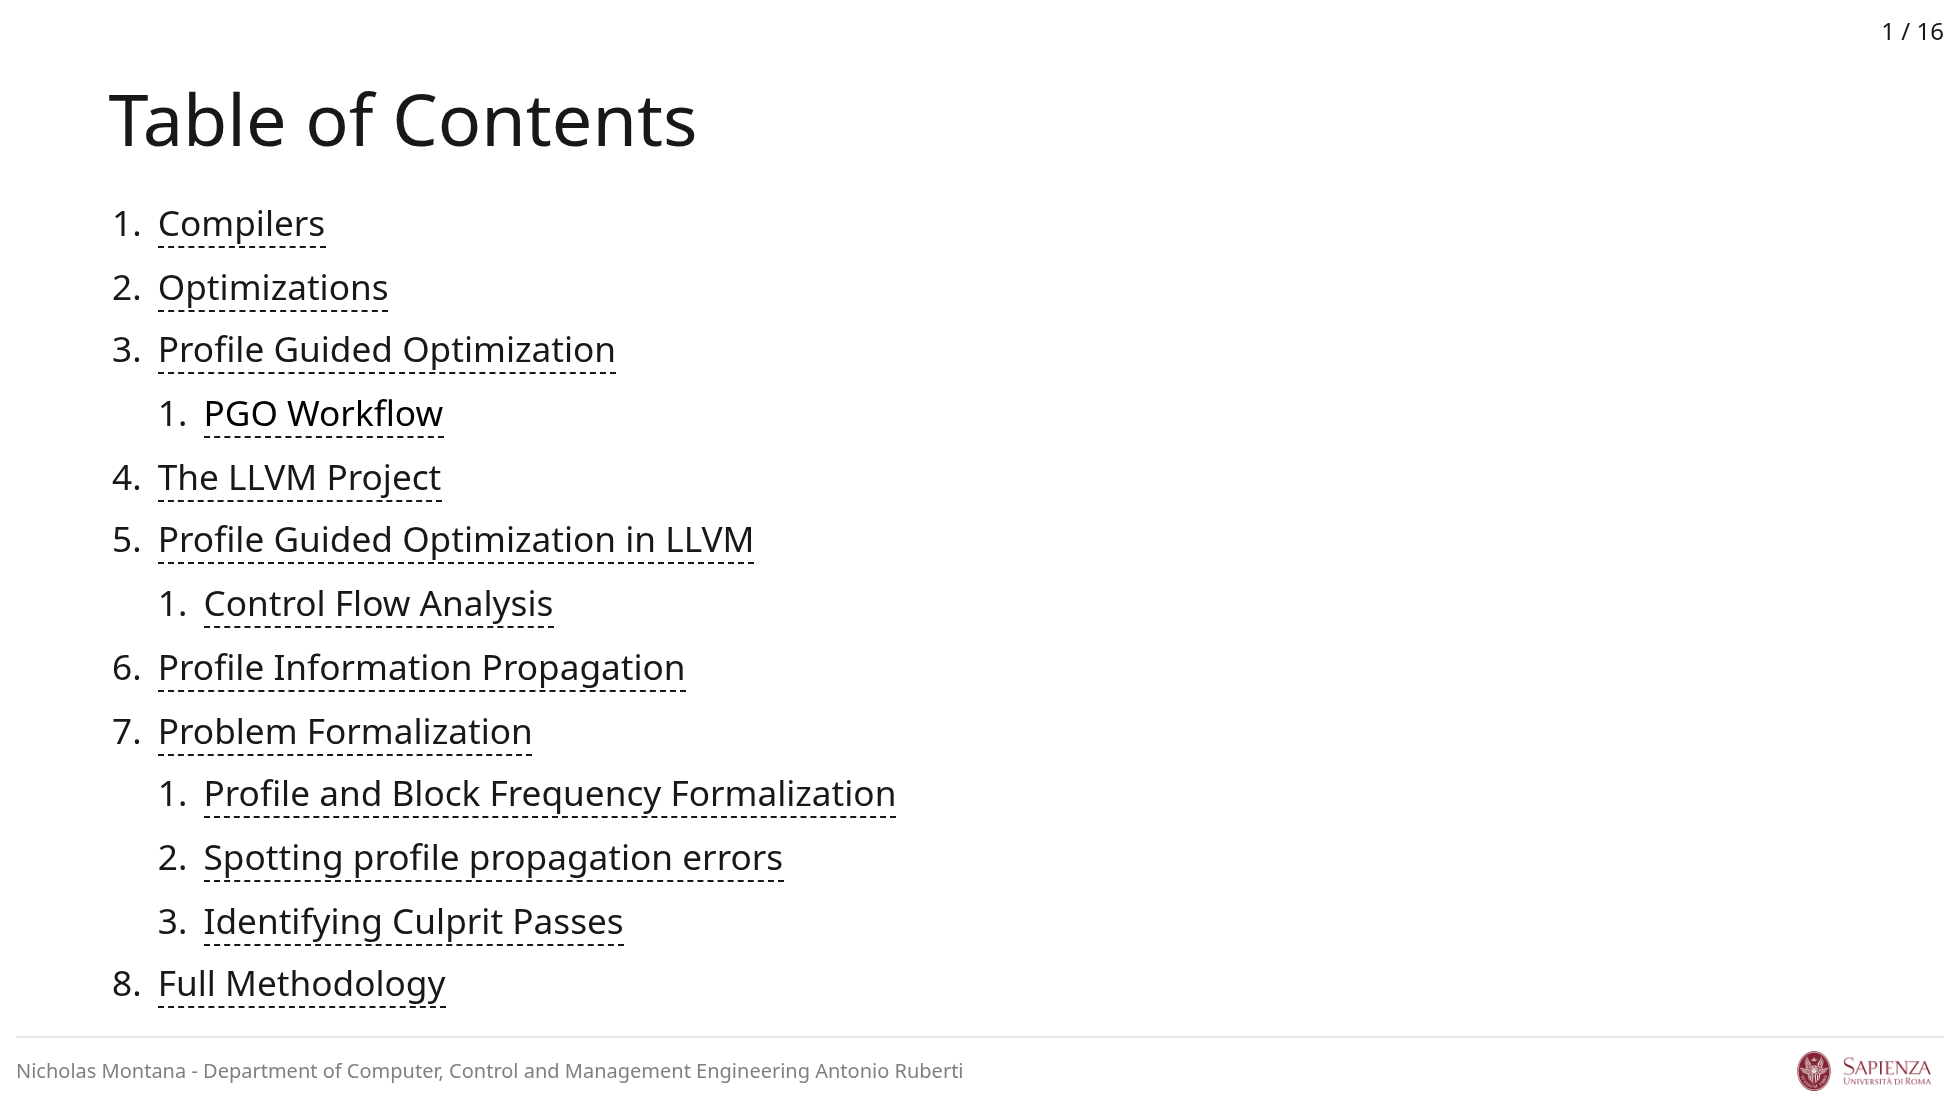 1 / 16
Table of Contents
1. Compilers
2. Optimizations
3. Profile Guided Optimization
1. PGO Workflow
4. The LLVM Project
5. Profile Guided Optimization in LLVM
1. Control Flow Analysis
6. Profile Information Propagation
7. Problem Formalization
1. Profile and Block Frequency Formalization
2. Spotting profile propagation errors
3. Identifying Culprit Passes
8. Full Methodology
Nicholas Montana - Department of Computer, Control and Management Engineering Antonio Ruberti
SAPIENZA
UNIVERSITÀ DI ROMA